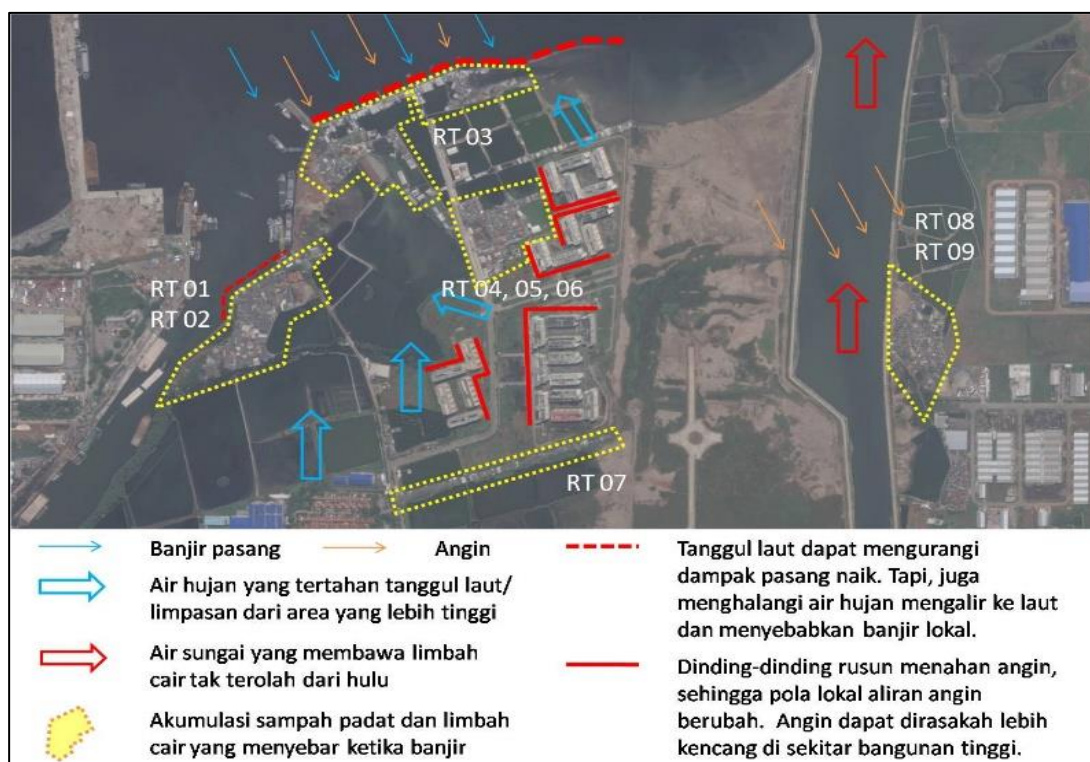 RT 03
RT 08
RT 09
RT 01
RT 02
RT 04, 05, 06
RT 07
Banjir pasang
Angin
Air hujan yang tertahan tanggul laut/
limpasan dari area yang lebih tinggi
Air sungai yang membawa limbah
cair tak terolah dari hulu
Akumulasi sampah padat dan limbah
cair yang menyebar ketika banjir
Tanggul laut dapat mengurangi
dampak pasang naik. Tapi, juga
menghalangi air hujan mengalir ke laut
dan menyebabkan banjir lokal.
Dinding-dinding rusun menahan angin,
sehingga pola lokal aliran angin
berubah. Angin dapat dirasakah lebih
kencang di sekitar bangunan tinggi.